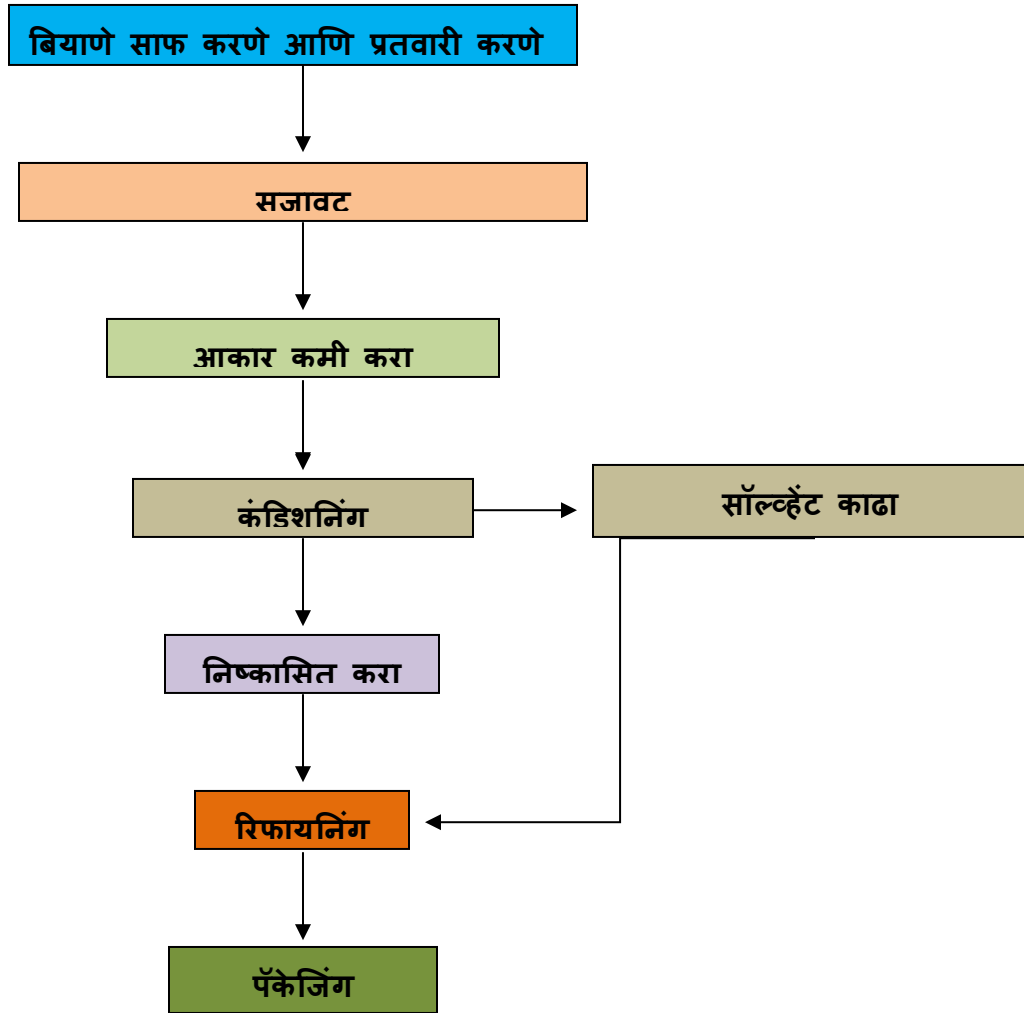 बियाणे साफ करणे आणि प्रतवारी करणे
सजावट
आकार कमी करा
कंडिशनिंग
सॉल्व्हेंट काढा
निष्कासित करा
रिफायनिंग
पॅकेजिंग